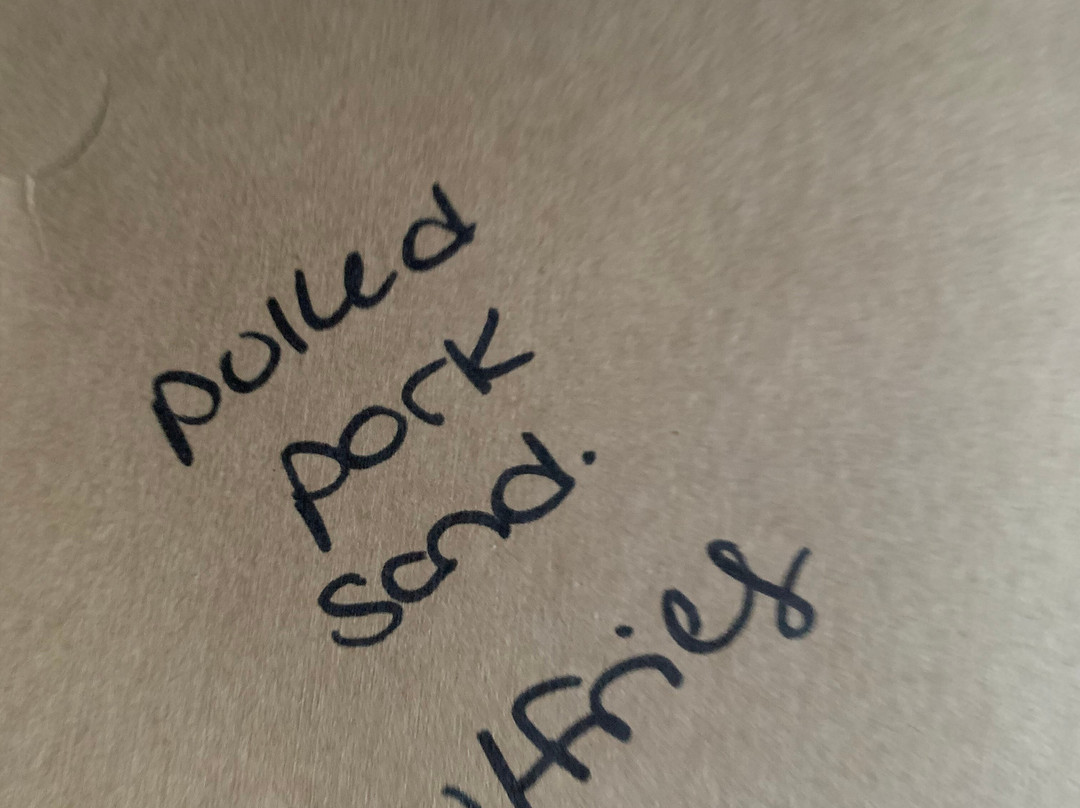 pulled
pork
sand.
fries